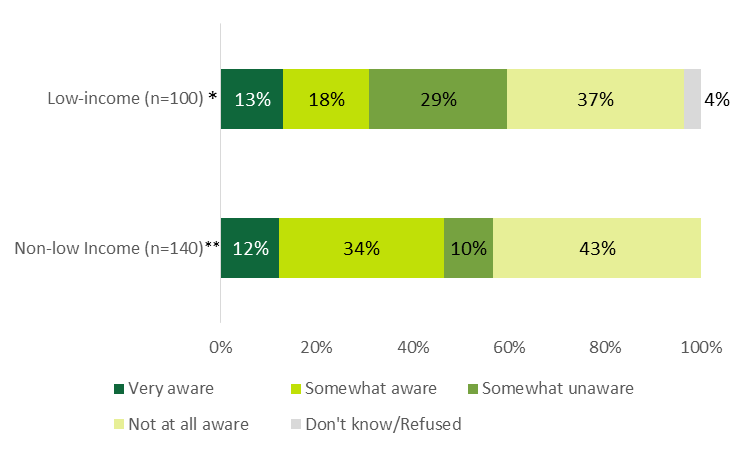 Low-income (n=100) * 13% 18% 29% 37% 4%
Non-low Income (n=140)** 12% 34% 10% 43%
0% 20% 40% 60% 80% 100%
Very aware Somewhat aware Somewhat unaware
Not at all aware Don't know/Refused